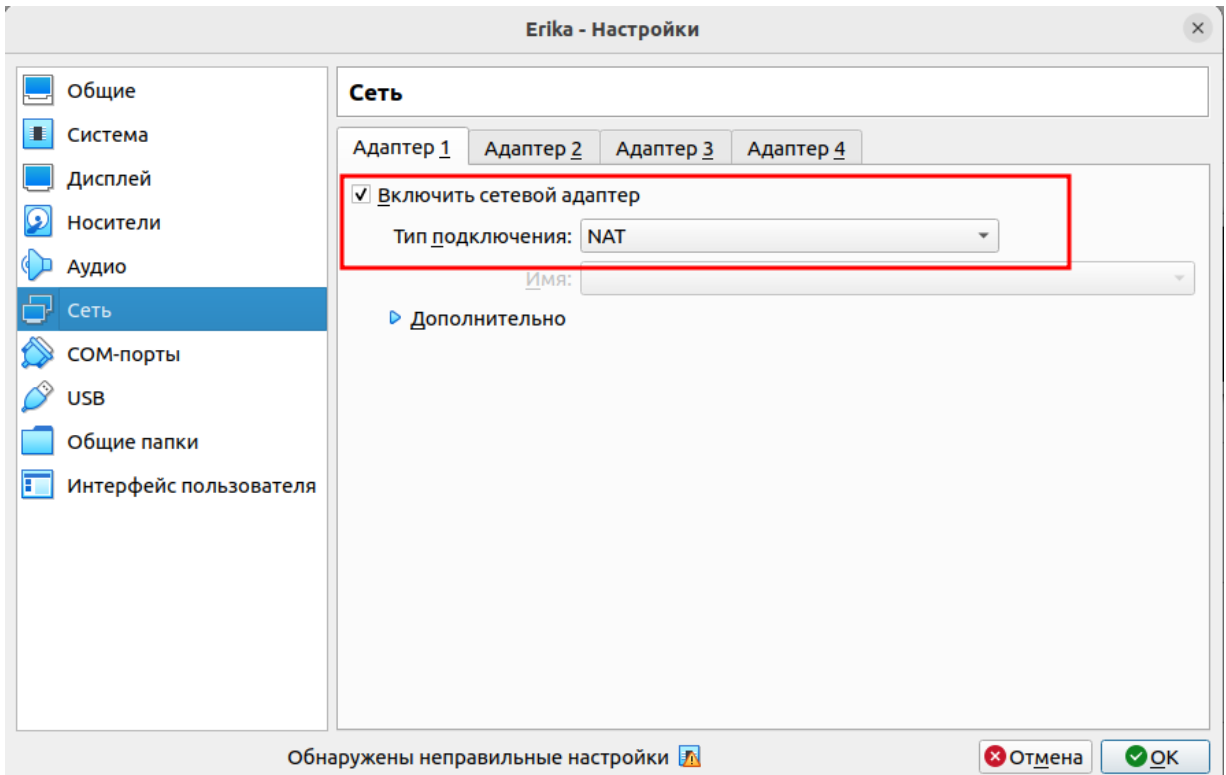 Erika - Настройки
Общие
Система
Дисплей
Носители
Аудио
Сеть
COM-порты
USB
Общие папки
Интерфейс пользователя
Сеть
Адаптер 1 Адаптер 2 Адаптер 3 Адаптер 4
Включить сетевой адаптер
Тип подключения: NAT
Имя:
Дополнительно
Обнаружены неправильные настройки
Отмена OK